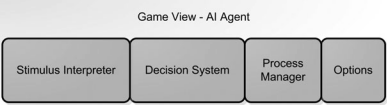 Game View - AI Agent
Stimulus Interpreter
Decision System
Process
Manager
Options